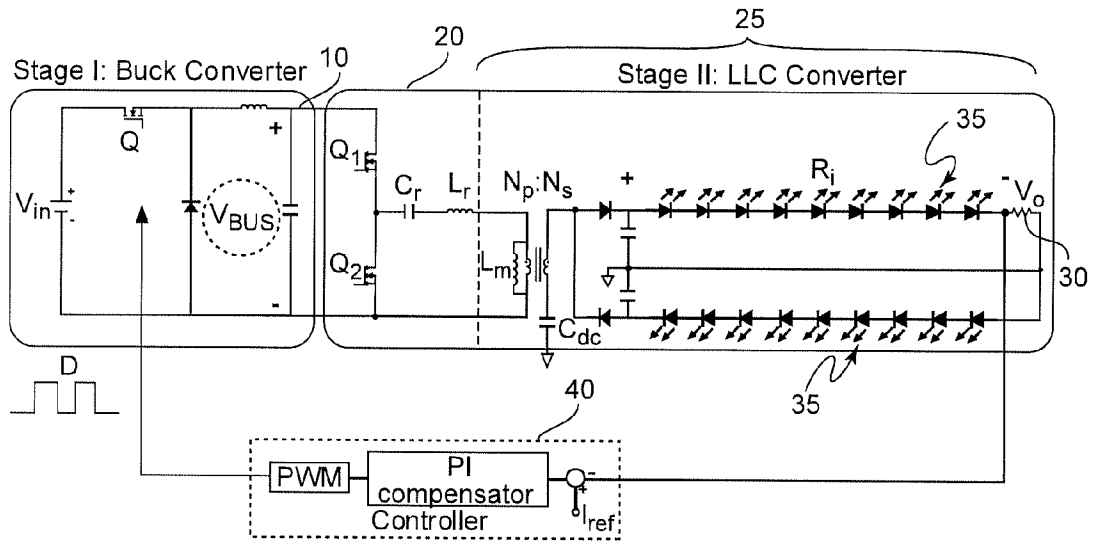 25
20
10
Stage I: Buck Converter
Stage II: LLC Converter
35
Q
+
Q1
Cr
Lr
Np:Ns
+
Ri
-
Vo
Vin
+
-
VBUS
Q2
Lm
30
-
Cdc
D
35
40
PWM
PI
compensator
-
+
Iref
Controller